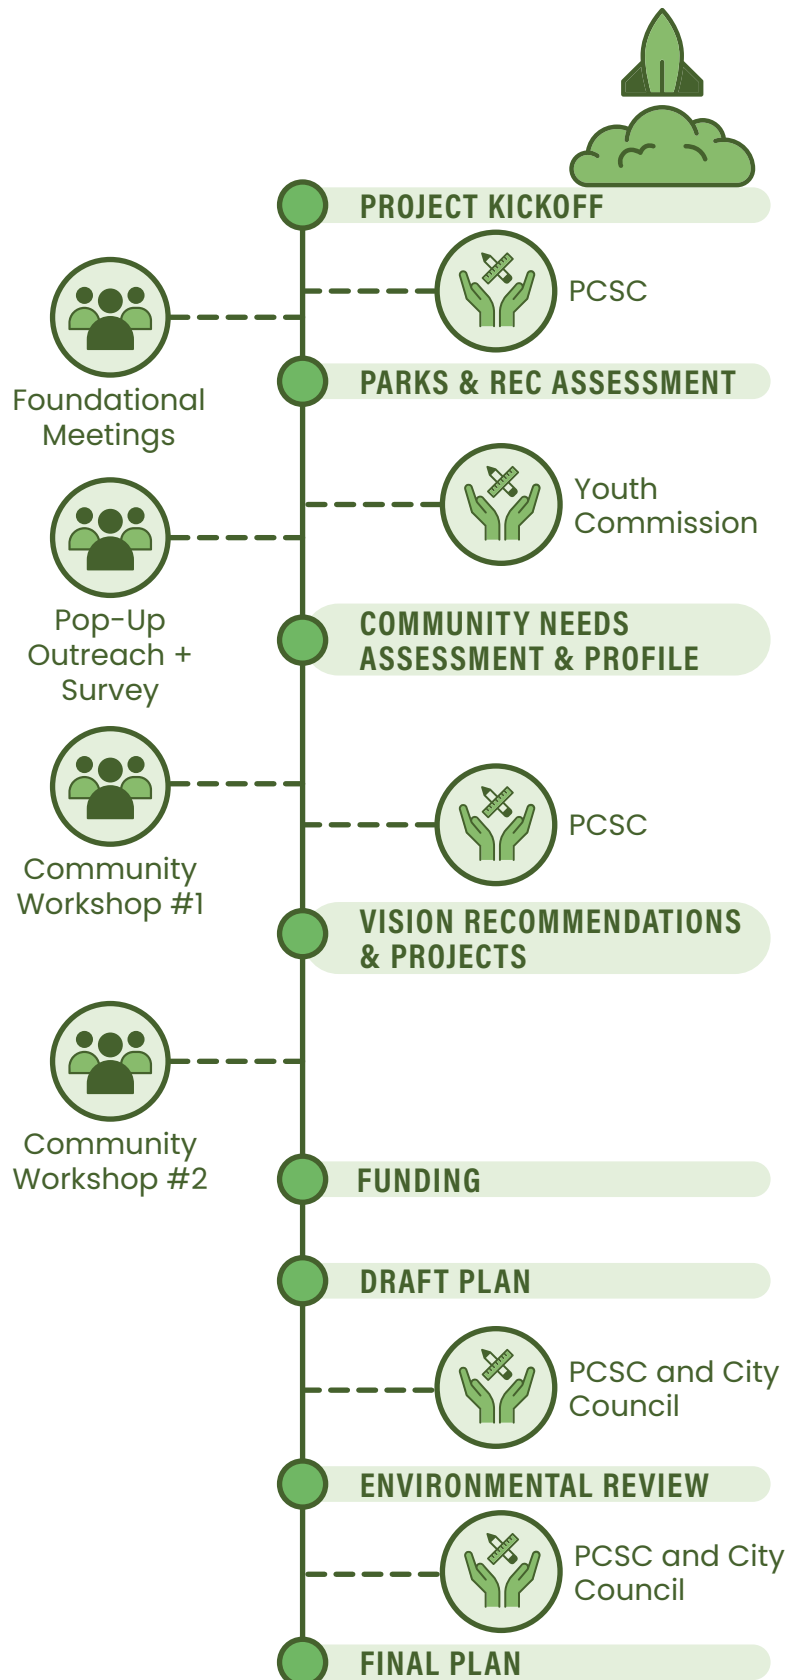 PROJECT KICKOFF
PCSC
Foundational
Meetings
PARKS & REC ASSESSMENT
Youth
Commission
Pop-Up
Outreach +
Survey
COMMUNITY NEEDS
ASSESSMENT & PROFILE
Community
Workshop #1
PCSC
VISION RECOMMENDATIONS
& PROJECTS
Community
Workshop #2
FUNDING
DRAFT PLAN
PCSC and City
Council
ENVIRONMENTAL REVIEW
PCSC and City
Council
FINAL PLAN